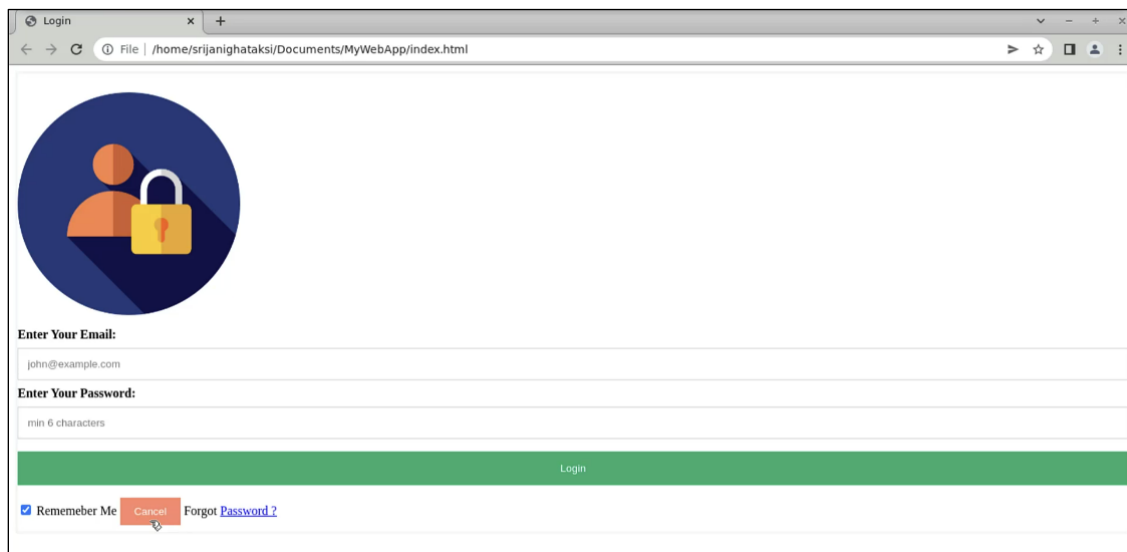 Login
File | /home/srijanighataksi/Documents/MyWebApp/index.html
Enter Your Email:
john@example.com
Enter Your Password:
min 6 characters
Login
Rememeber Me Cancel Forgot Password ?